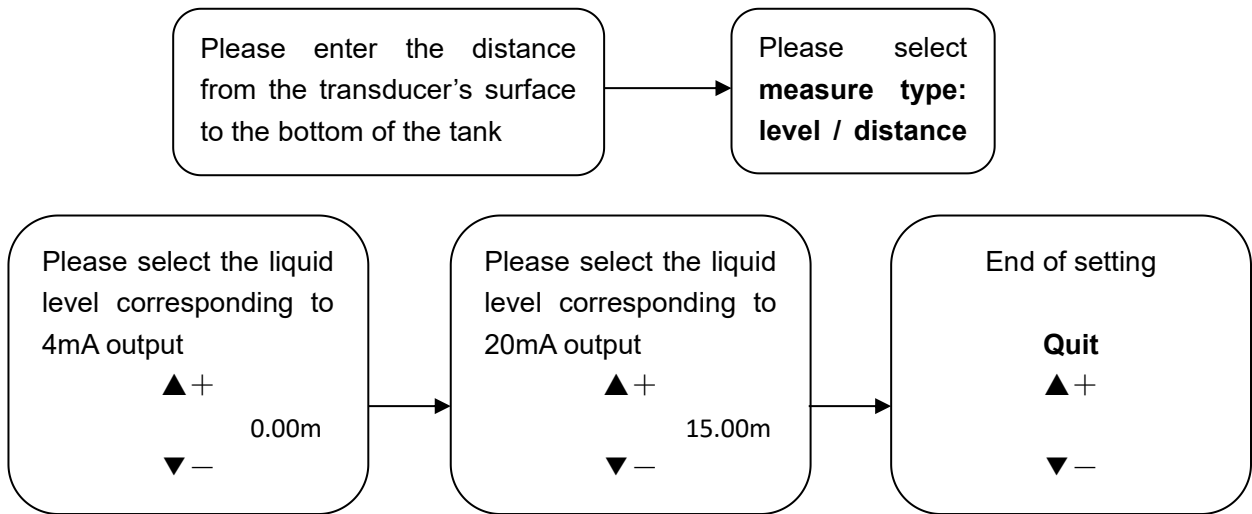 Please enter the distance
from the transducer's surface
to the bottom of the tank
Please select
measure type:
level / distance
Please select the liquid
level corresponding to
4mA output
▲+
0.00m
▼−
Please select the liquid
level corresponding to
20mA output
▲+
15.00m
▼−
End of setting
Quit
▲+
▼−